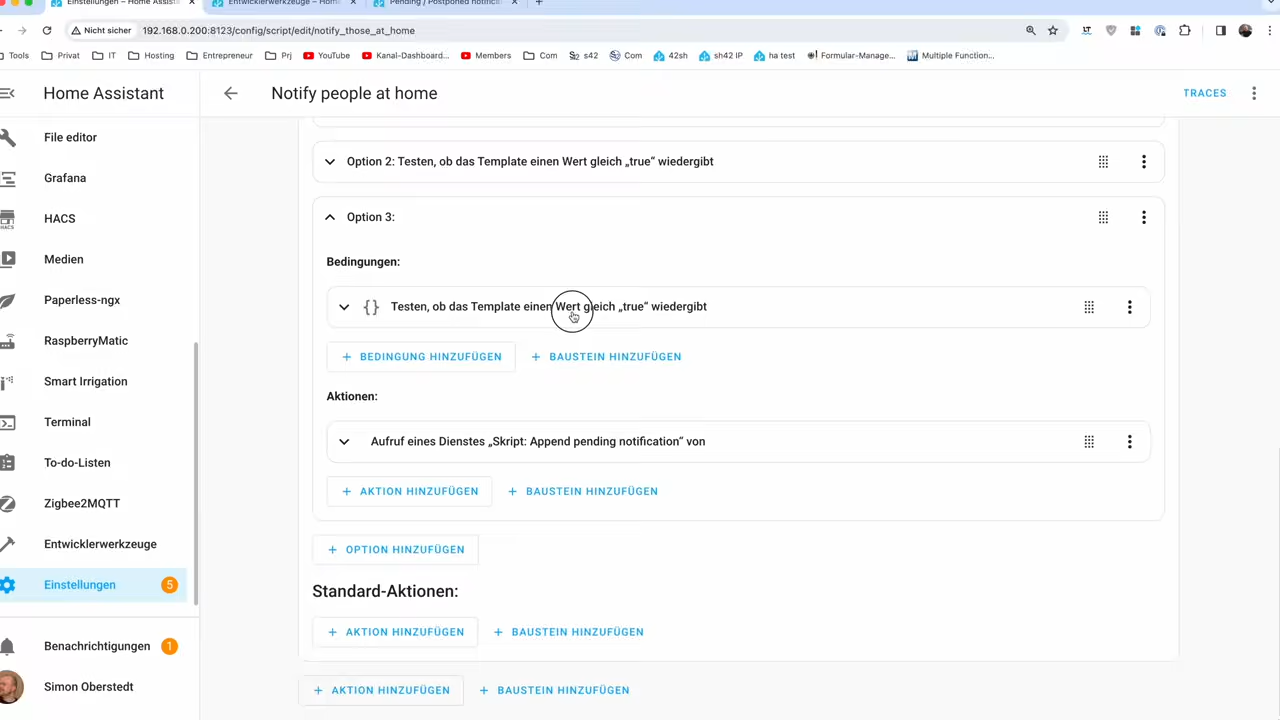 Einstellungen – Home Assist
Entwicklerwerkzeuge – Home
Pending / Postponed notific
Nicht sicher
192.168.0.200:8123/config/script/edit/notify_those_at_home
Tools
Privat
IT
Hosting
Entrepreneur
Prj
YouTube
Kanal-Dashboard...
Members
Com
s42
Com
42sh
sh42 IP
ha test
Formular-Manage...
Multiple Function...
Home Assistant
Notify people at home
TRACES
File editor
Grafana
HACS
HACS
Medien
Paperless-ngx
RaspberryMatic
Smart Irrigation
Terminal
To-do-Listen
Zigbee2MQTT
Entwicklerwerkzeuge
Einstellungen
5
Benachrichtigungen
1
Simon Oberstedt
Option 2: Testen, ob das Template einen Wert gleich „true“ wiedergibt
Option 3:
Bedingungen:
Testen, ob das Template einen Wert gleich „true“ wiedergibt
+ BEDINGUNG HINZUFÜGEN
+ BAUSTEIN HINZUFÜGEN
Aktionen:
Aufruf eines Dienstes „Skript: Append pending notification“ von
+ AKTION HINZUFÜGEN
+ BAUSTEIN HINZUFÜGEN
+ OPTION HINZUFÜGEN
Standard-Aktionen:
+ AKTION HINZUFÜGEN
+ BAUSTEIN HINZUFÜGEN
+ AKTION HINZUFÜGEN
+ BAUSTEIN HINZUFÜGEN